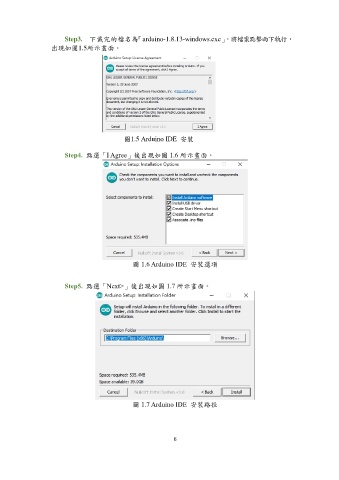 Step3. 下載完的檔名為「arduino-1.8.13-windows.exe」，將檔案點擊兩下執行，
出現如圖1.5所示畫面。
Arduino Setup: License Agreement
Please review the license agreement before installing Arduino. If you
accept all terms of the agreement, click I Agree.
GNU LESSER GENERAL PUBLIC LICENSE
Version 3, 29 June 2007
Copyright (C) 2007 Free Software Foundation, Inc. <http://fsf.org/>
Everyone is permitted to copy and distribute verbatim copies of this license
document, but changing it is not allowed.
This version of the GNU Lesser General Public License incorporates the terms
and conditions of version 3 of the GNU General Public License, supplemented
by the additional permissions listed below.
Cancel I Agree
圖1.5 Arduino IDE 安裝
Step4. 點選「I Agree」後出現如圖 1.6 所示畫面。
Arduino Setup: Installation Options
Check the components you want to install and uncheck the components
you don't want to install. Click Next to continue.
Select components to install:
Install Arduino software
Install USB driver
Create Start Menu shortcut
Create Desktop shortcut
Associate .ino files
Space required: 535.4MB
Cancel Nullsoft Install System v3.0 < Back Next >
圖 1.6 Arduino IDE 安裝選項
Step5. 點選「Next>」後出現如圖 1.7 所示畫面。
Arduino Setup: Installation Folder
Setup will install Arduino in the following folder. To install in a different
folder, click Browse and select another folder. Click Install to start the
installation.
Destination Folder
C:\Program Files (x86)\Arduino\ Browse...
Space required: 535.4MB
Space available: 39.0GB
Cancel Nullsoft Install System v3.0 < Back Install
圖 1.7 Arduino IDE 安裝路徑
6